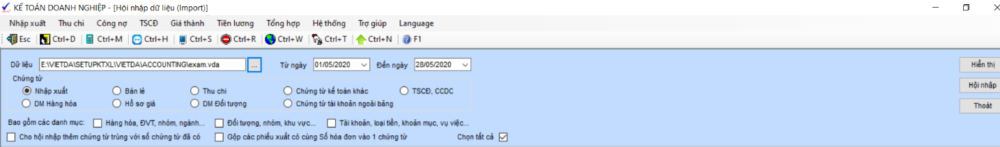 KẾ TOÁN DOANH NGHIỆP - [Hội nhập dữ liệu (Import)]
Nhập xuất Thu chi Công nợ TSCĐ Giá thành Tiền lương Tổng hợp Hệ thống Trợ giúp Language
Esc Ctrl+D Ctrl+M Ctrl+H Ctrl+S Ctrl+R Ctrl+W Ctrl+T Ctrl+N F1
Dữ liệu E:\VIETDA\SETUPKTXL\VIETDA\ACCOUNTING\exam.vda ... Từ ngày 01/05/2020 Đến ngày 28/05/2020 Hiển thị
Chứng từ
Nhập xuất Bán lẻ Thu chi Chứng từ kế toán khác TSCĐ, CCDC Hội nhập
DM Hàng hóa Hồ sơ giá DM Đối tượng Chứng từ tài khoản ngoài bảng Thoát
Bao gồm các danh mục: Hàng hóa, ĐVT, nhóm, ngành... Đối tượng, nhóm, khu vực... Tài khoản, loại tiền, khoản mục, vụ việc...
Cho hội nhập thêm chứng từ trùng với số chứng từ đã có Gộp các phiếu xuất có cùng Số hóa đơn vào 1 chứng từ Chọn tất cả